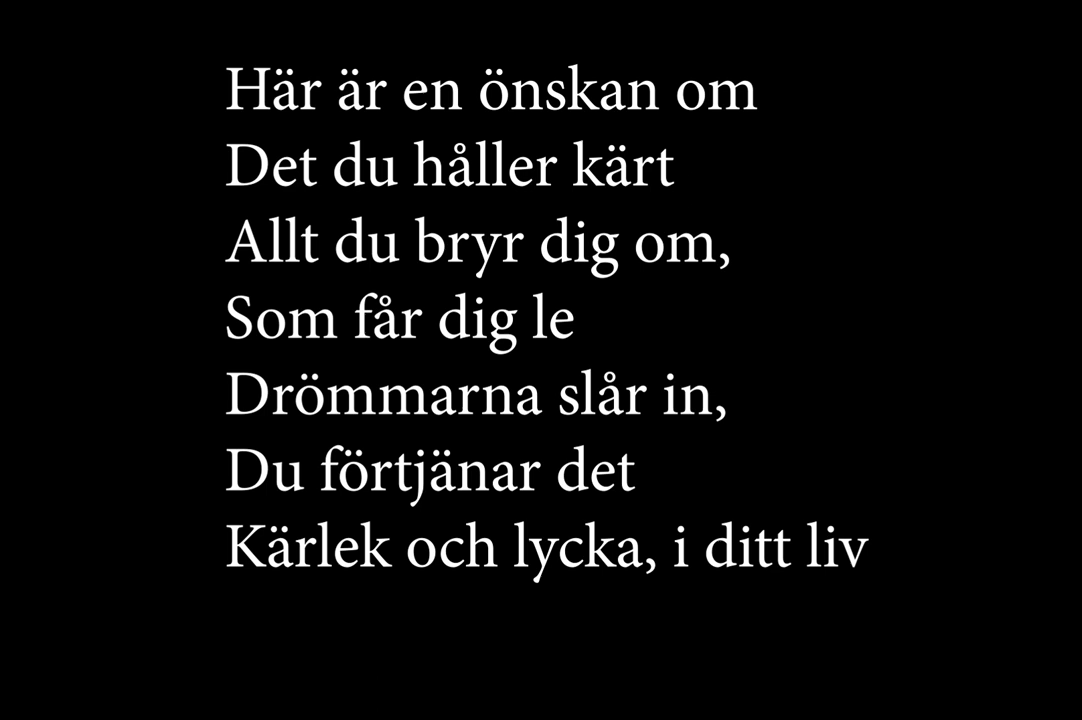 Här är en önskan om
Det du håller kärt
Allt du bryr dig om,
Som får dig le
Drömmarna slår in,
Du förtjänar det
Kärlek och lycka, i ditt liv